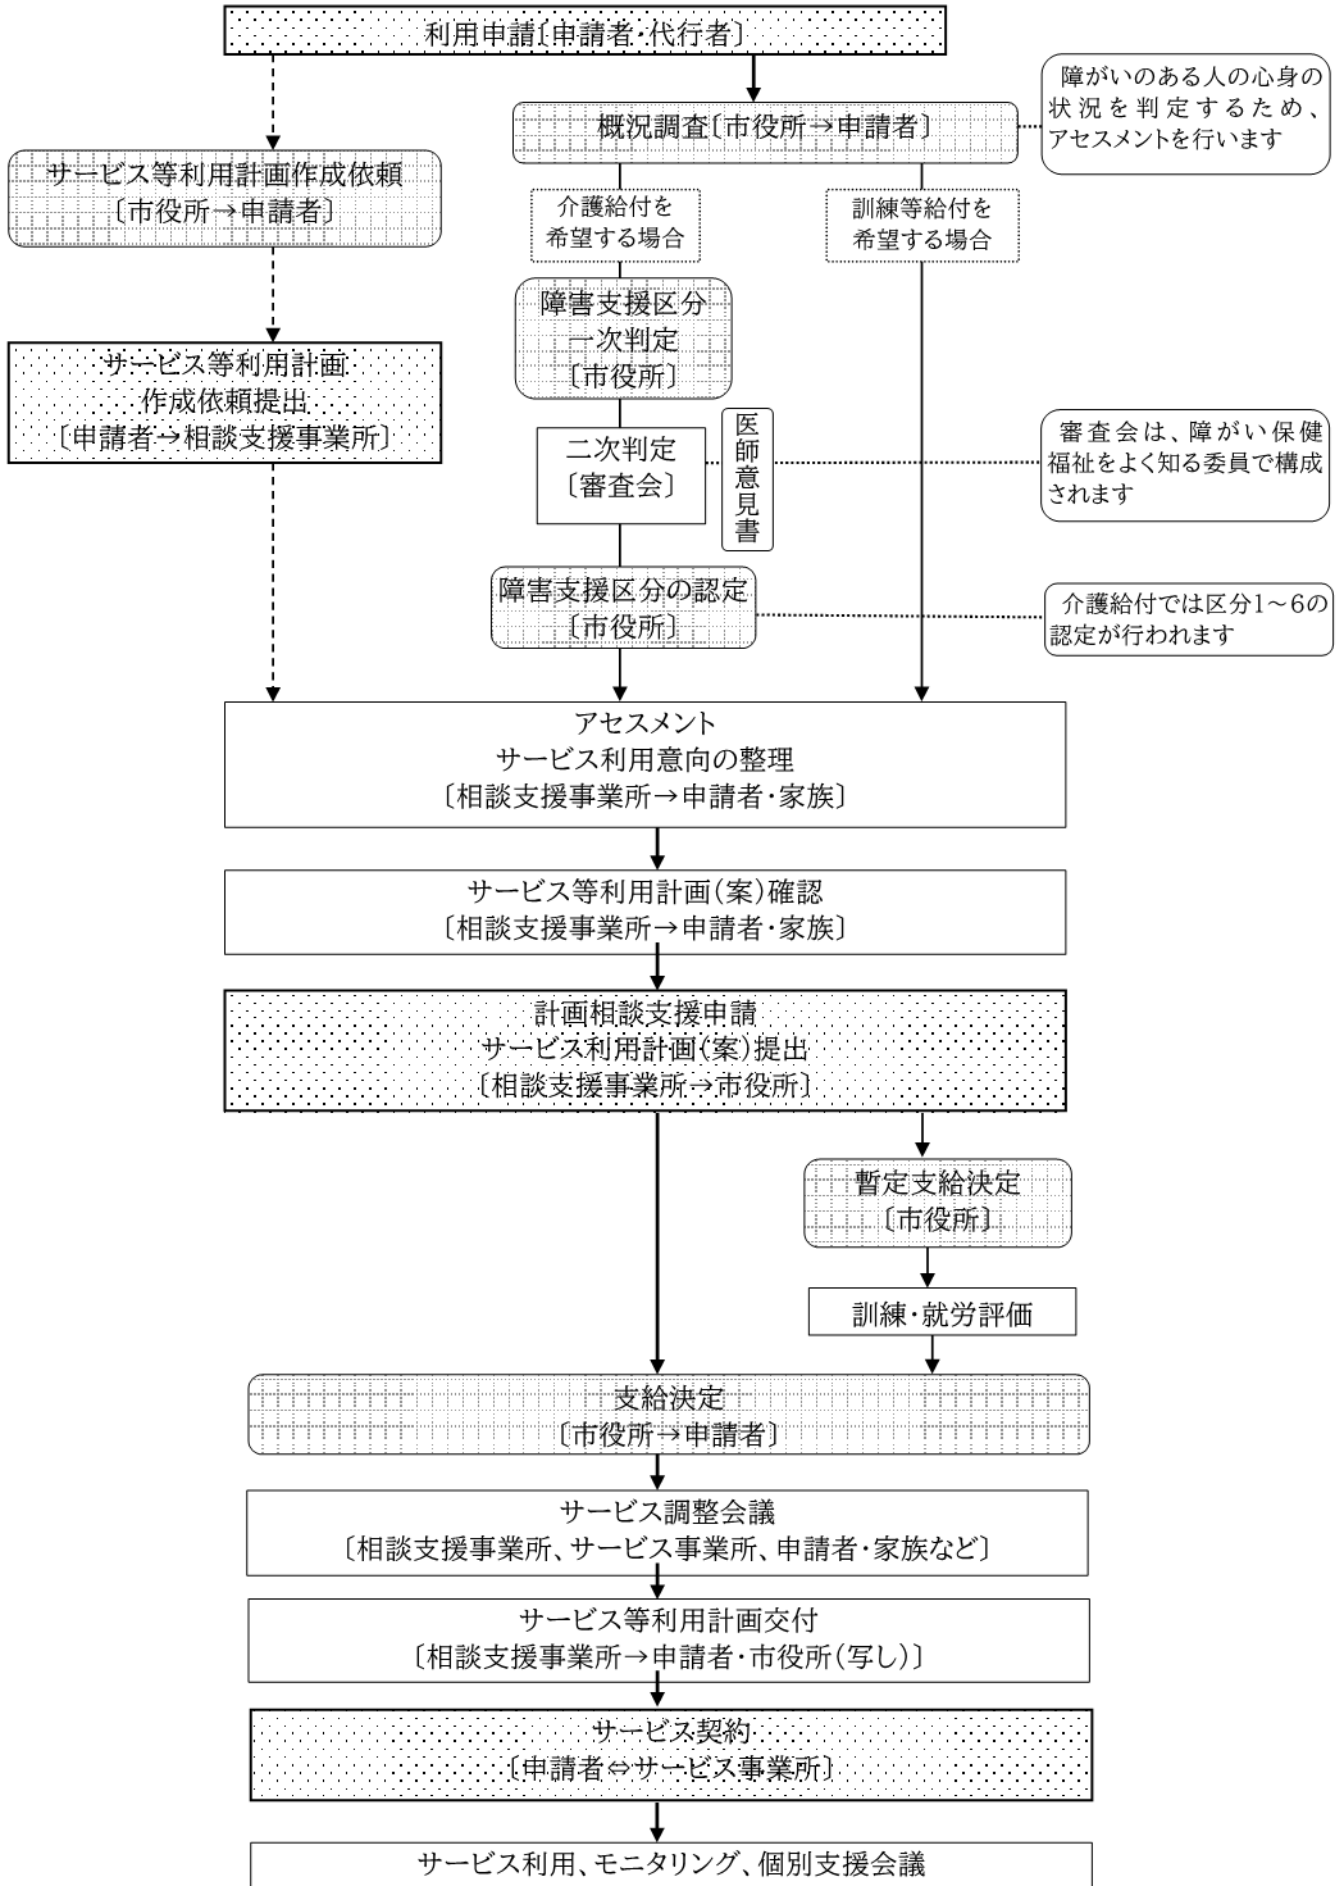 利用申請〔申請者・代行者〕
障がいのある人の心身の
状況を判定するため、
アセスメントを行います
概況調査〔市役所→申請者〕
サービス等利用計画作成依頼
〔市役所→申請者〕
介護給付を
希望する場合
訓練等給付を
希望する場合
障害支援区分
一次判定
〔市役所〕
サービス等利用計画
作成依頼提出
〔申請者→相談支援事業所〕
二次判定
〔審査会〕
医師意見書
審査会は、障がい保健
福祉をよく知る委員で構成
されます
障害支援区分の認定
〔市役所〕
介護給付では区分1～6の
認定が行われます
アセスメント
サービス利用意向の整理
〔相談支援事業所→申請者・家族〕
サービス等利用計画(案)確認
〔相談支援事業所→申請者・家族〕
計画相談支援申請
サービス利用計画(案)提出
〔相談支援事業所→市役所〕
暫定支給決定
〔市役所〕
訓練・就労評価
支給決定
〔市役所→申請者〕
サービス調整会議
〔相談支援事業所、サービス事業所、申請者・家族など〕
サービス等利用計画交付
〔相談支援事業所→申請者・市役所(写し)〕
サービス契約
〔申請者⇔サービス事業所〕
サービス利用、モニタリング、個別支援会議